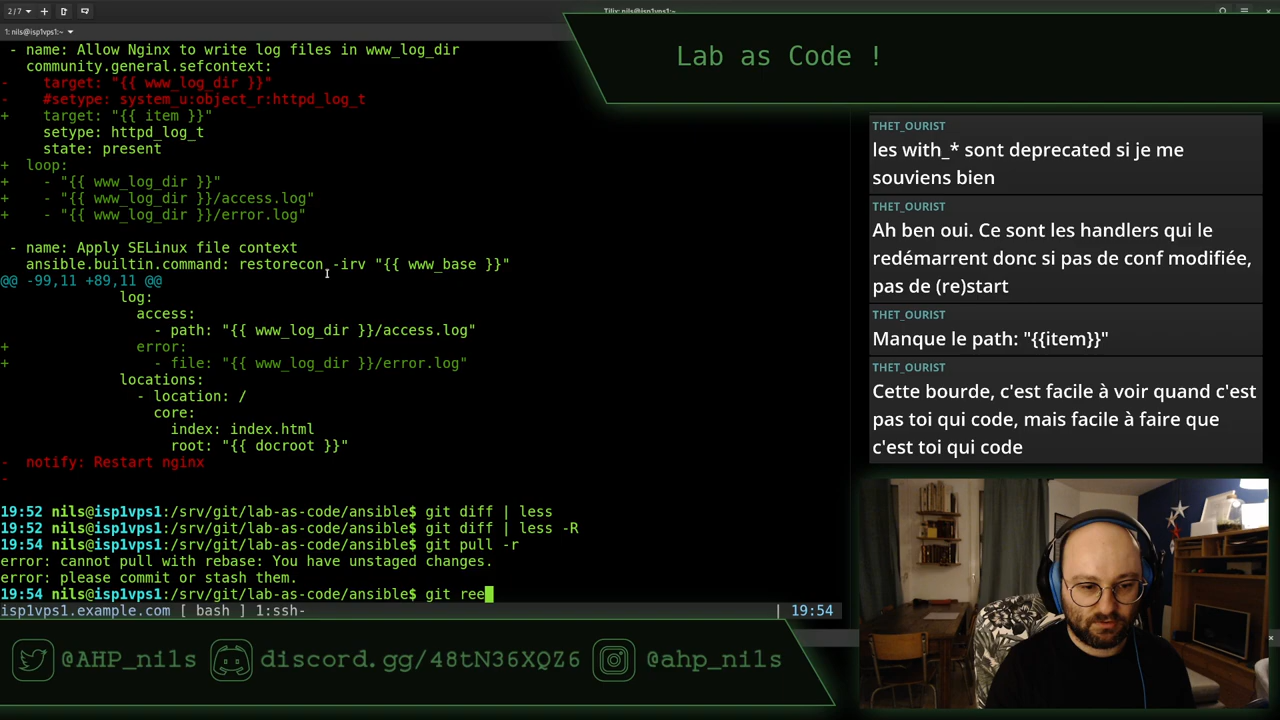 2/7
Tilix: nils@isp1vps1:~
1: nils@isp1vps1:~
- name: Allow Nginx to write log files in www_log_dir
community.general.sefcontext:
- target: "{{ www_log_dir }}"
- #setype: system_u:object_r:httpd_log_t
+ target: "{{ item }}"
setype: httpd_log_t
state: present
+ loop:
+ - "{{ www_log_dir }}"
+ - "{{ www_log_dir }}/access.log"
+ - "{{ www_log_dir }}/error.log"
- name: Apply SELinux file context
ansible.builtin.command: restorecon -irv "{{ www_base }}"
@@ -99,11 +89,11 @@
log:
access:
- path: "{{ www_log_dir }}/access.log"
+ error:
+ - file: "{{ www_log_dir }}/error.log"
locations:
- location: /
core:
index: index.html
root: "{{ docroot }}"
- notify: Restart nginx
-
19:52 nils@isp1vps1:/srv/git/lab-as-code/ansible$ git diff | less
19:52 nils@isp1vps1:/srv/git/lab-as-code/ansible$ git diff | less -R
19:54 nils@isp1vps1:/srv/git/lab-as-code/ansible$ git pull -r
error: cannot pull with rebase: You have unstaged changes.
error: please commit or stash them.
19:54 nils@isp1vps1:/srv/git/lab-as-code/ansible$ git ree
isp1vps1.example.com [ bash ] 1:ssh- | 19:54
Lab as Code !
THET_OURIST
les with_* sont deprecated si je me
souviens bien
THET_OURIST
Ah ben oui. Ce sont les handlers qui le
redémarrent donc si pas de conf modifiée,
pas de (re)start
THET_OURIST
Manque le path: "{{item}}"
THET_OURIST
Cette bourde, c'est facile à voir quand c'est
pas toi qui code, mais facile à faire que
c'est toi qui code
@AHP_nils discord.gg/48tN36XQZ6 @ahp_nils